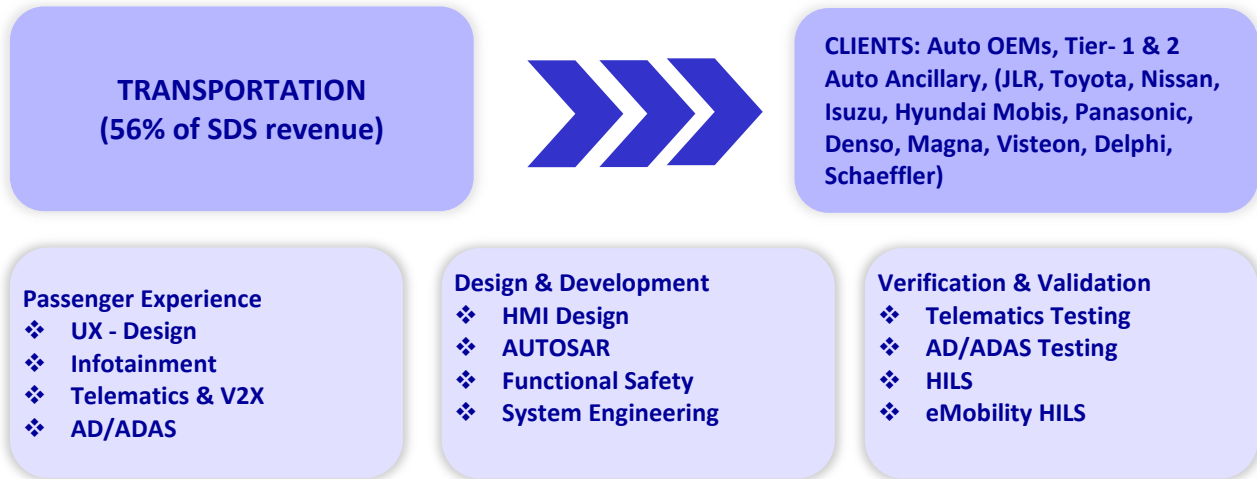 TRANSPORTATION
(56% of SDS revenue)
CLIENTS: Auto OEMs, Tier- 1 & 2
Auto Ancillary, (JLR, Toyota, Nissan,
Isuzu, Hyundai Mobis, Panasonic,
Denso, Magna, Visteon, Delphi,
Schaeffler)
Passenger Experience
❖ UX - Design
❖ Infotainment
❖ Telematics & V2X
❖ AD/ADAS
Design & Development
❖ HMI Design
❖ AUTOSAR
❖ Functional Safety
❖ System Engineering
Verification & Validation
❖ Telematics Testing
❖ AD/ADAS Testing
❖ HILS
❖ eMobility HILS